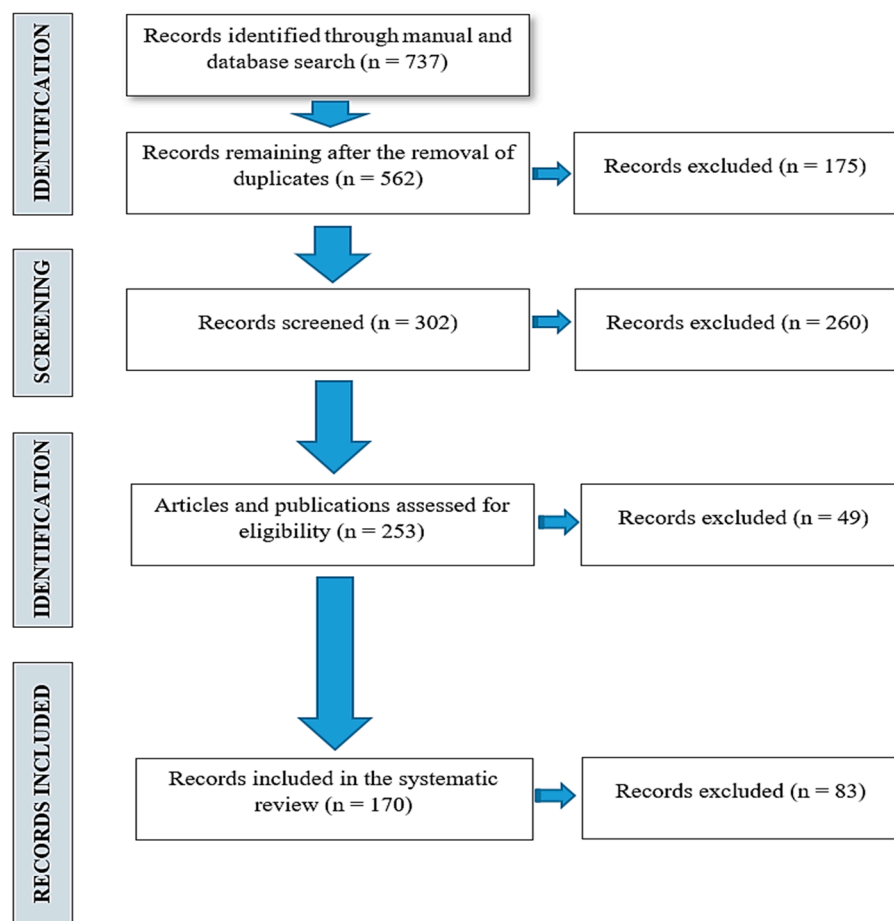 IDENTIFICATION
Records identified through manual and
database search (n = 737)
Records remaining after the removal of
duplicates (n = 562)
Records excluded (n = 175)
SCREENING
Records screened (n = 302)
Records excluded (n = 260)
IDENTIFICATION
Articles and publications assessed for
eligibility (n = 253)
Records excluded (n = 49)
RECORDS INCLUDED
Records included in the systematic
review (n = 170)
Records excluded (n = 83)